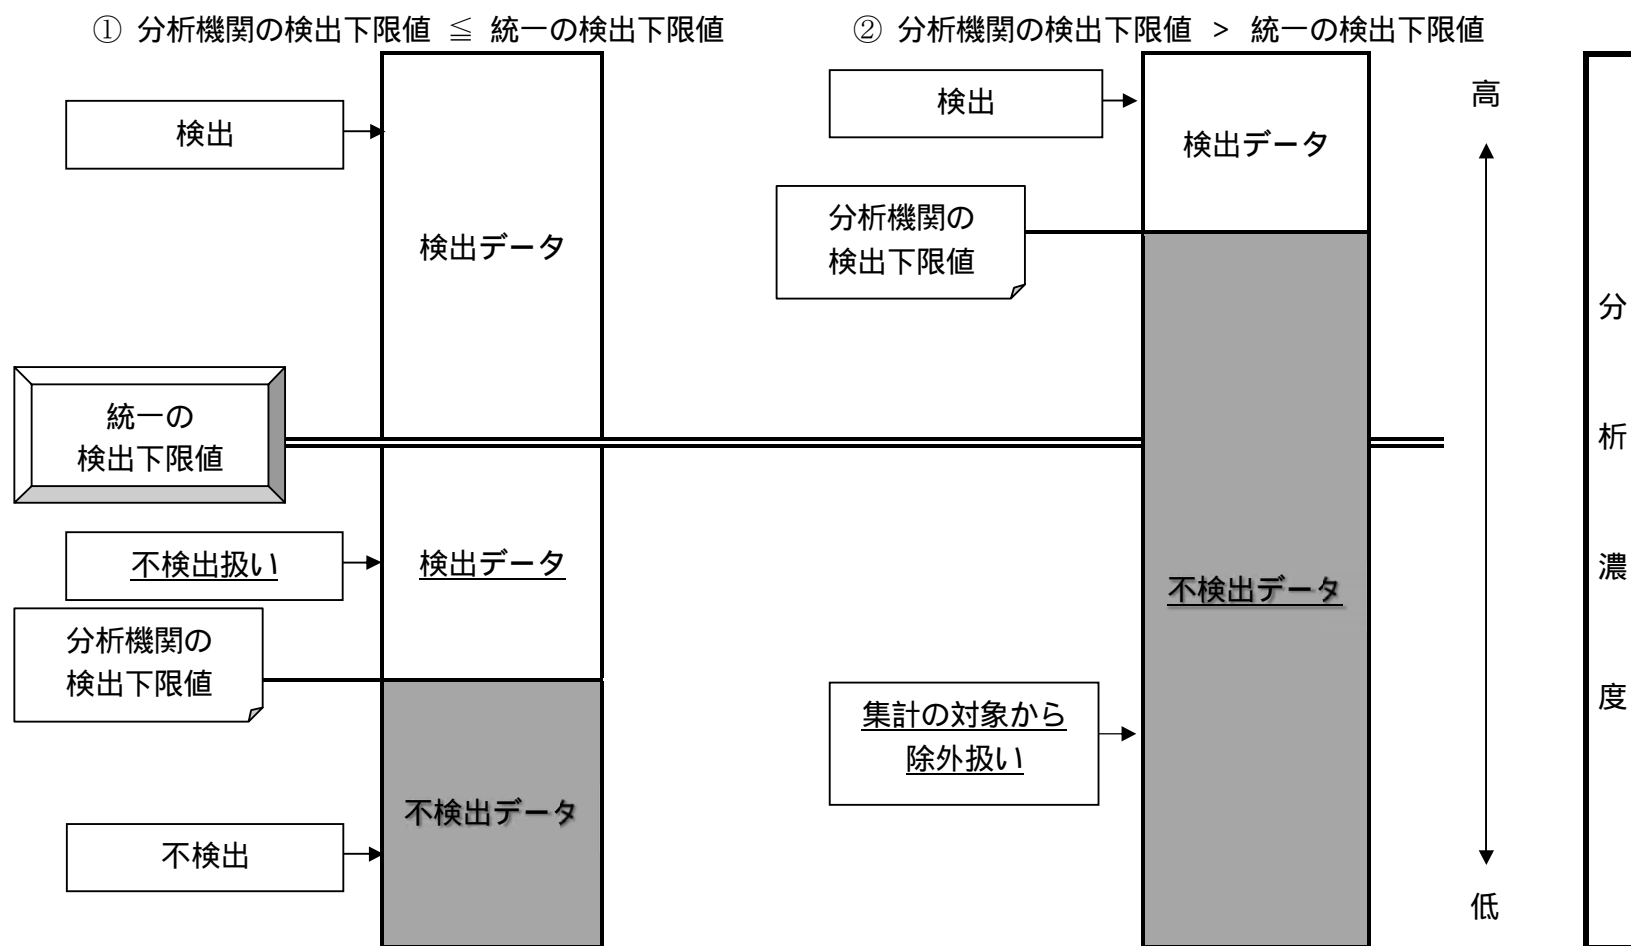 ① 分析機関の検出下限値 ≦ 統一の検出下限値
検出
検出データ
統一の
検出下限値
不検出扱い
検出データ
分析機関の
検出下限値
不検出データ
不検出
② 分析機関の検出下限値 > 統一の検出下限値
検出
検出データ
分析機関の
検出下限値
不検出データ
集計の対象から
除外扱い
高
低
分
析
濃
度